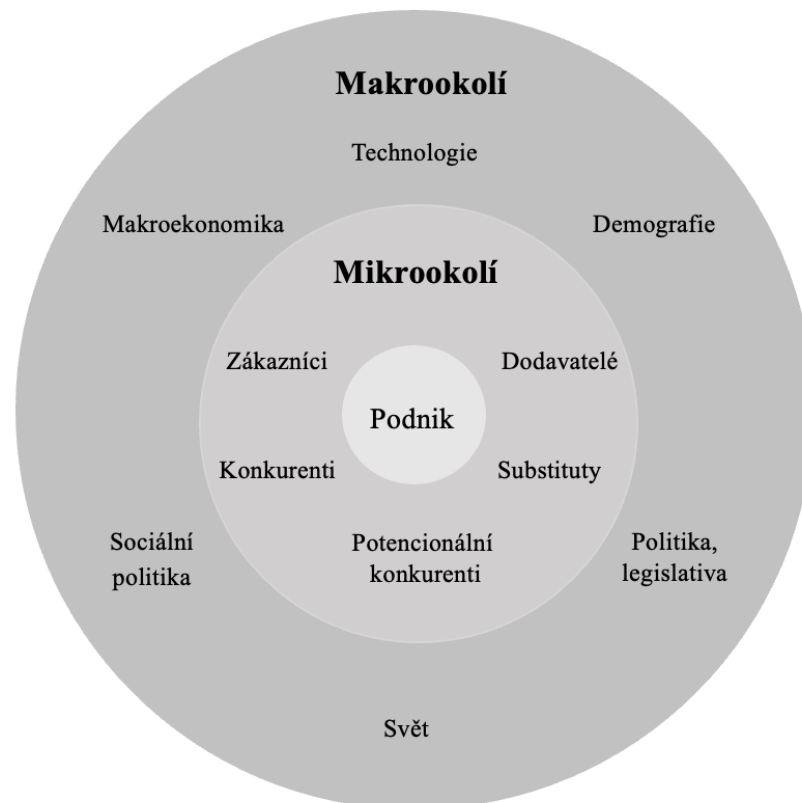 Makrookolí
Technologie
Makroekonomika
Demografie
Mikrookolí
Zákazníci
Dodavatelé
Podnik
Konkurenti
Substituty
Sociální
politika
Potencionální
konkurenti
Politika,
legislativa
Svět